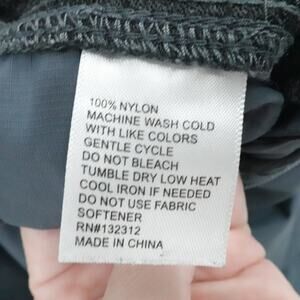 100% NYLON
MACHINE WASH COLD
WITH LIKE COLORS
GENTLE CYCLE
DO NOT BLEACH
TUMBLE DRY LOW HEAT
COOL IRON IF NEEDED
DO NOT USE FABRIC
SOFTENER
RN#132312
MADE IN CHINA